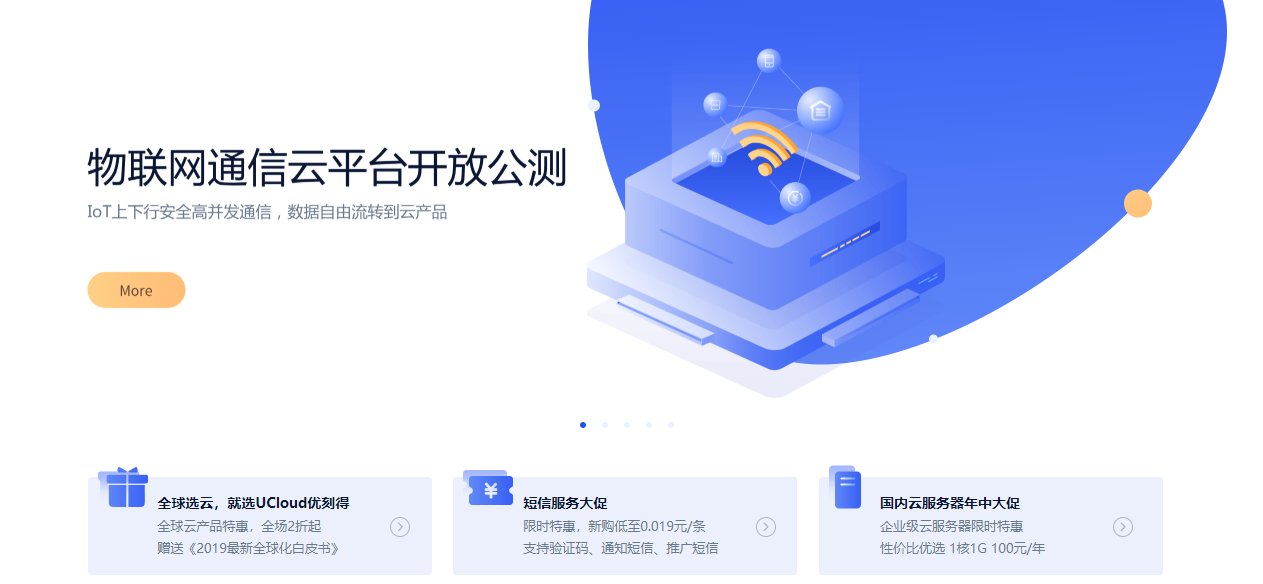 物联网通信云平台开放公测
IoT上下行安全高并发通信，数据自由流转到云产品
More
全球选云，就选UCloud优刻得
全球云产品特惠，全场2折起
赠送《2019最新全球化白皮书》
¥
短信服务大促
限时特惠，新购低至0.019元/条
支持验证码、通知短信、推广短信
国内云服务器年中大促
企业级云服务器限时特惠
性价比优选 1核1G 100元/年